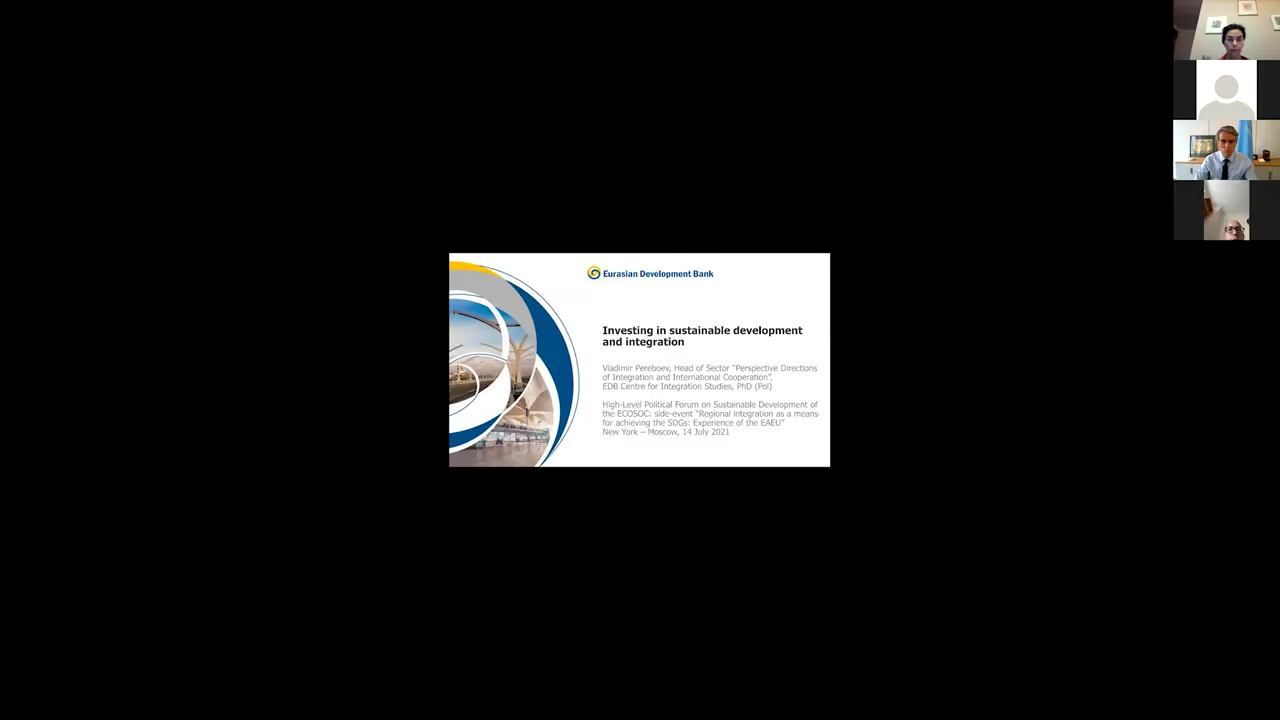 Eurasian Development Bank
Investing in sustainable development
and integration
Vladimir Pereboev, Head of Sector "Perspective Directions
of Integration and International Cooperation",
EDB Centre for Integration Studies, PhD (Pol)
High-Level Political Forum on Sustainable Development of
the ECOSOC: side-event "Regional integration as a means
for achieving the SDGs: Experience of the EAEU"
New York – Moscow, 14 July 2021